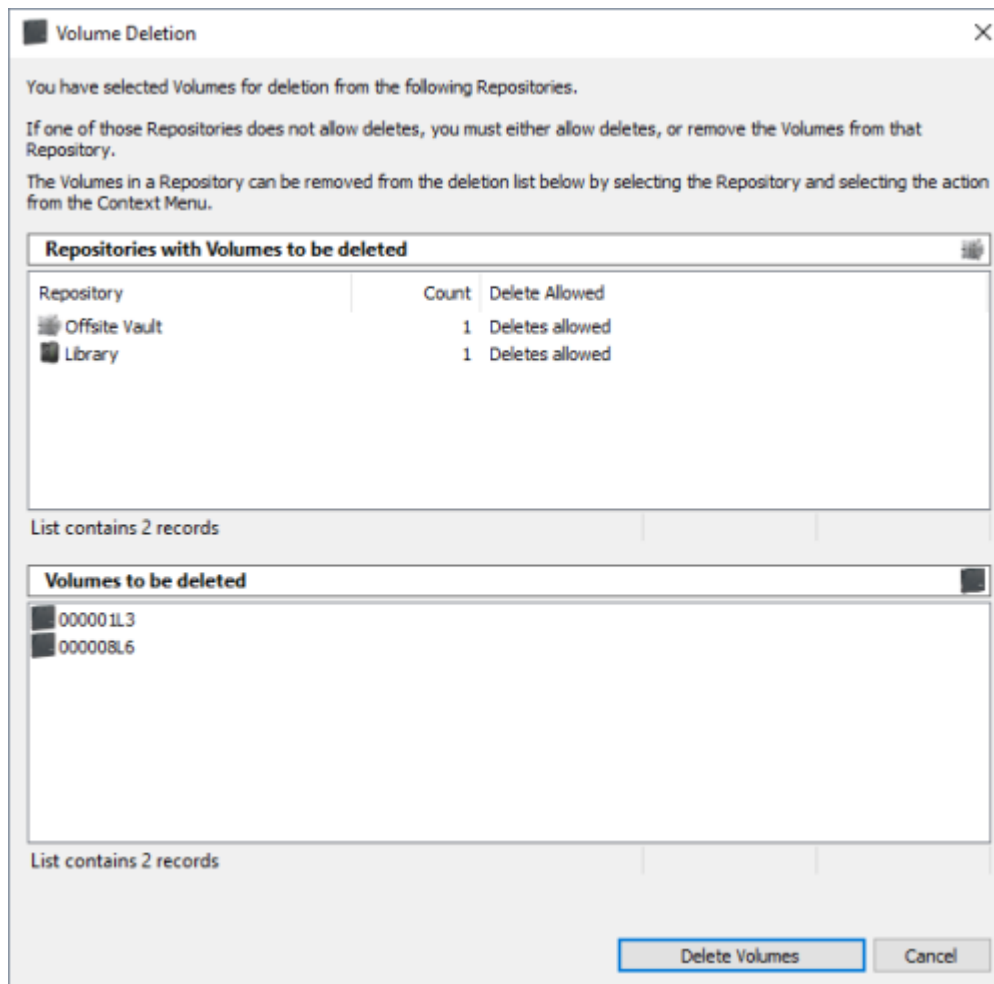 Volume Deletion
You have selected Volumes for deletion from the following Repositories.
If one of those Repositories does not allow deletes, you must either allow deletes, or remove the Volumes from that
Repository.
The Volumes in a Repository can be removed from the deletion list below by selecting the Repository and selecting the action
from the Context Menu.
Repositories with Volumes to be deleted
Repository Count Delete Allowed
Offsite Vault 1 Deletes allowed
Library 1 Deletes allowed
List contains 2 records
Volumes to be deleted
000001L3
000008L6
List contains 2 records
Delete Volumes Cancel